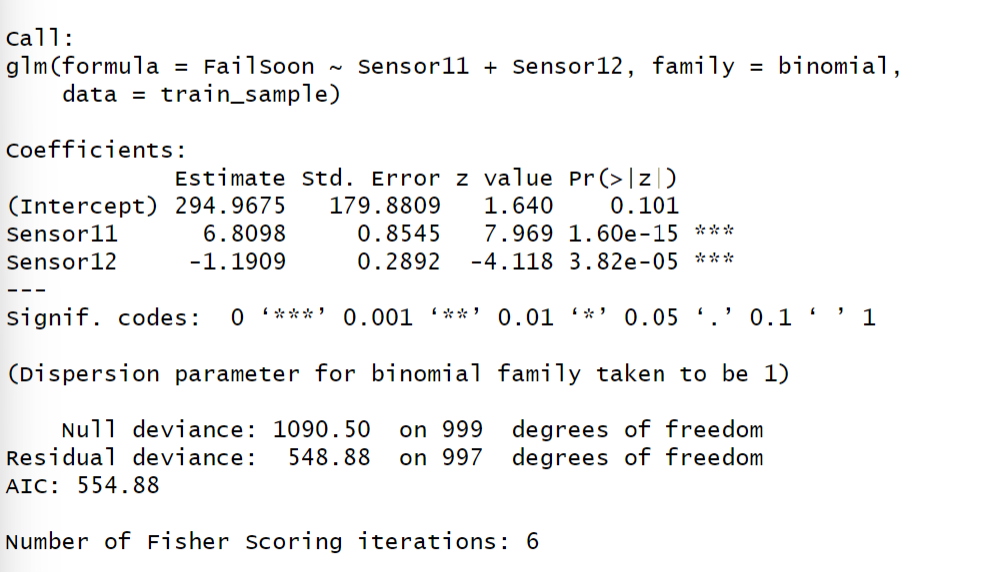 Call:
glm(formula = FailSoon ~ Sensor11 + Sensor12, family = binomial,
    data = train_sample)

Coefficients:
            Estimate Std. Error z value Pr(>|z|)
(Intercept) 294.9675   179.8809   1.640    0.101
Sensor11      6.8098     0.8545   7.969 1.60e-15 ***
Sensor12     -1.1909     0.2892  -4.118 3.82e-05 ***
---
Signif. codes:  0 ‘***’ 0.001 ‘**’ 0.01 ‘*’ 0.05 ‘.’ 0.1 ‘ ’ 1

(Dispersion parameter for binomial family taken to be 1)

    Null deviance: 1090.50  on 999  degrees of freedom
Residual deviance:  548.88  on 997  degrees of freedom
AIC: 554.88

Number of Fisher Scoring iterations: 6